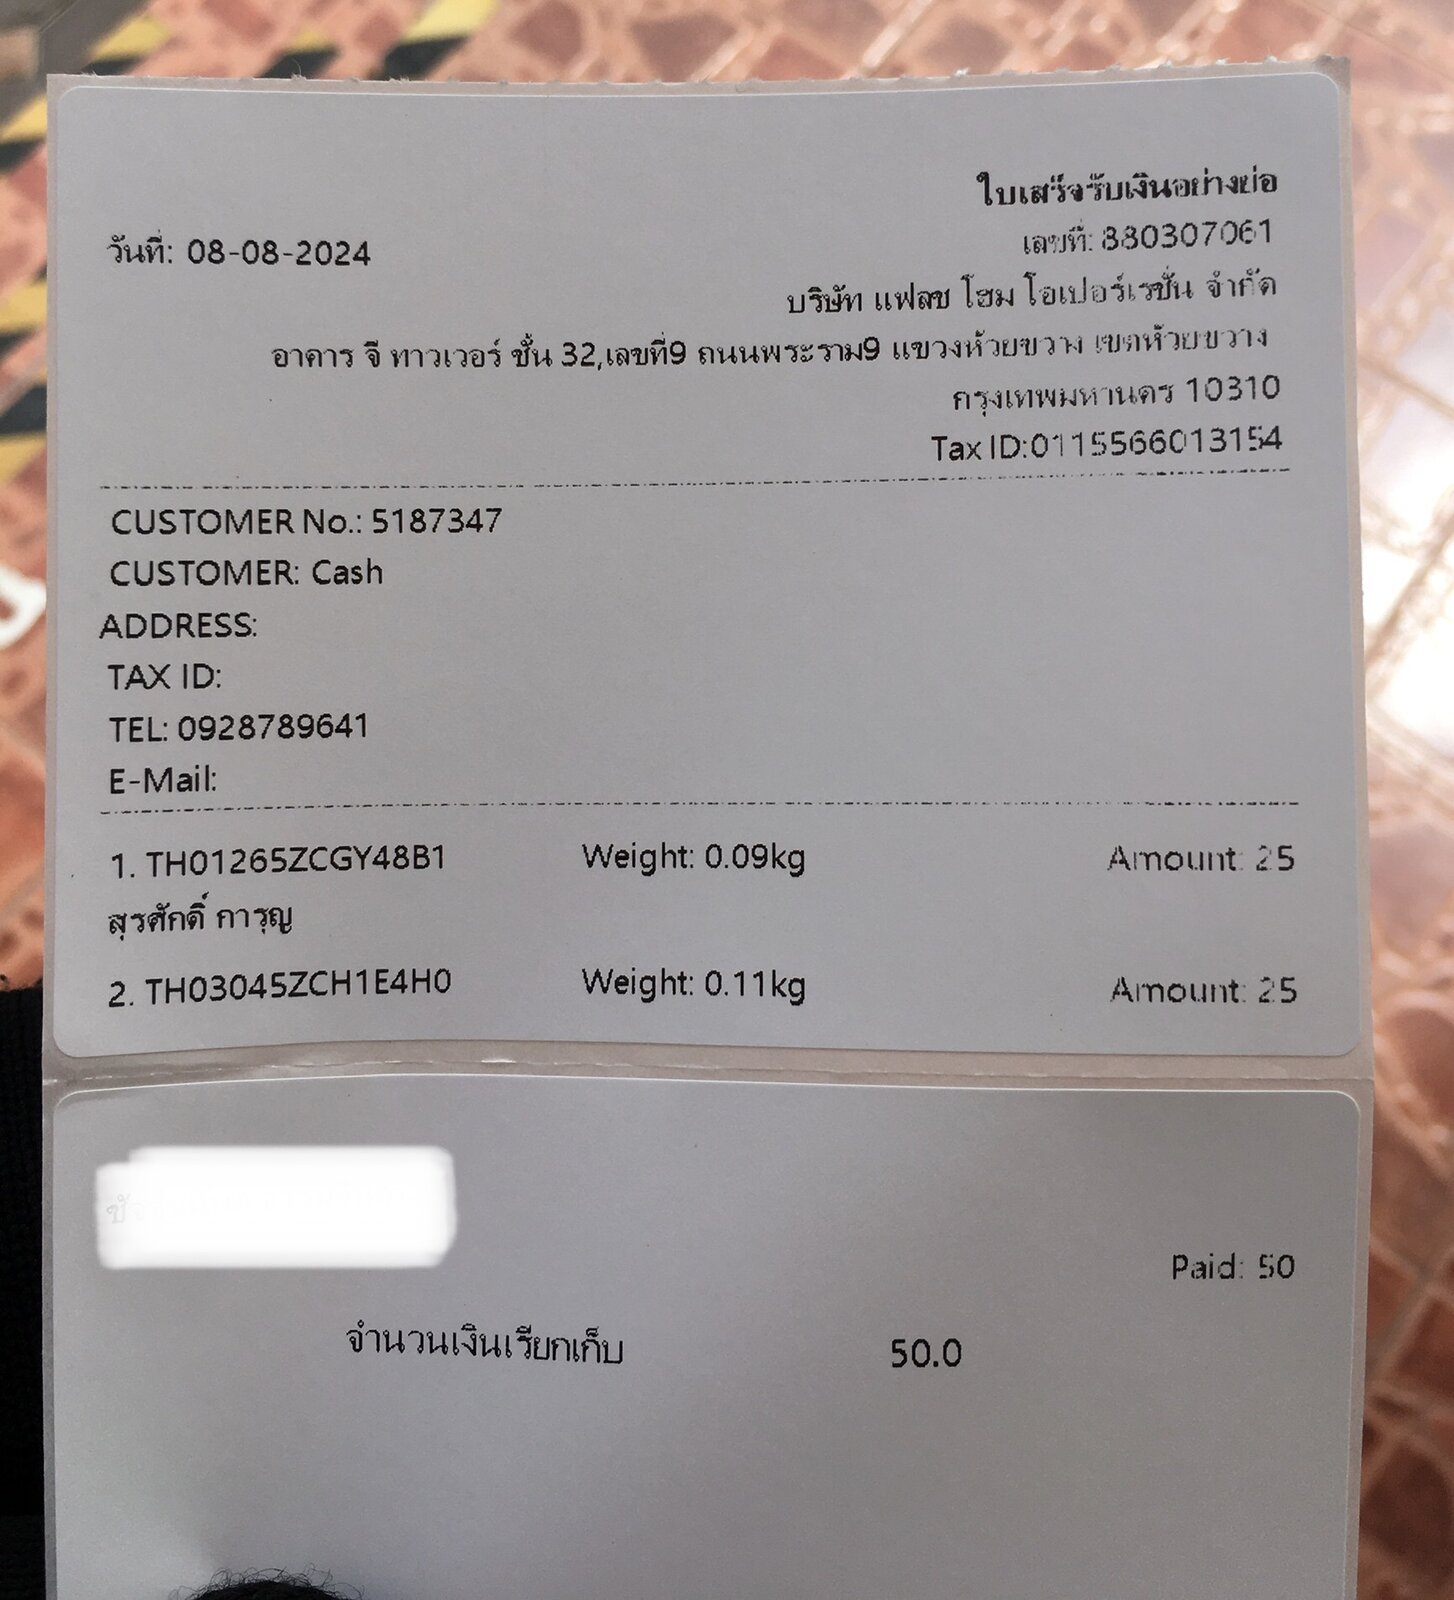 ใบเสร็จรับเงินอย่างย่อ
วันที่: 08-08-2024
เลขที่: 880307061
บริษัท แฟลช โฮม โอเปอร์เรชั่น จำกัด
อาคาร จี ทาวเวอร์ ชั้น 32,เลขที่9 ถนนพระราม9 แขวงห้วยขวาง เขตห้วยขวาง
กรุงเทพมหานคร 10310
Tax ID:0115566013154
CUSTOMER No.: 5187347
CUSTOMER: Cash
ADDRESS:
TAX ID:
TEL: 0928789641
E-Mail:
1. TH01265ZCGY48B1 Weight: 0.09kg Amount: 25
สุรศักดิ์ การุญ
2. TH03045ZCH1E4H0 Weight: 0.11kg Amount: 25
Paid: 50
จำนวนเงินเรียกเก็บ 50.0